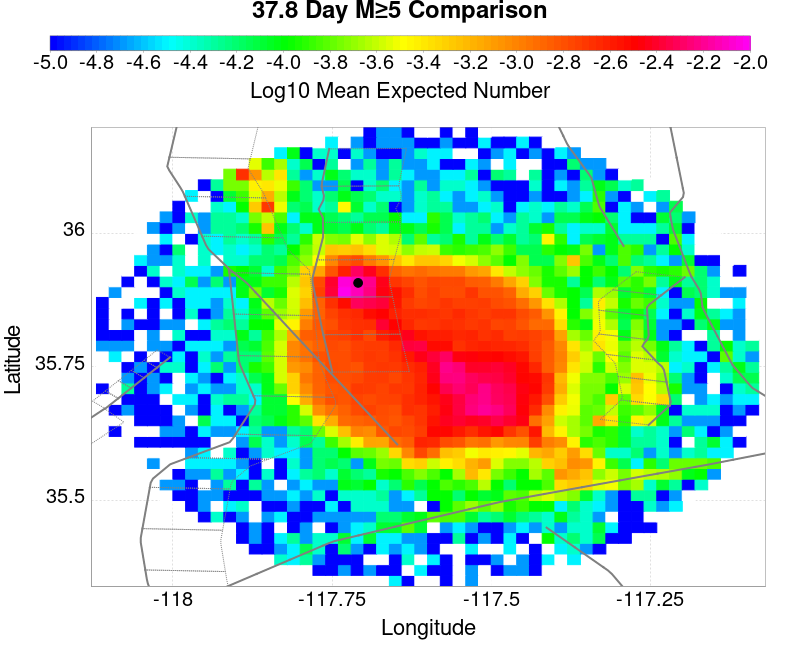 37.8 Day M≥5 Comparison
-5.0 -4.8 -4.6 -4.4 -4.2 -4.0 -3.8 -3.6 -3.4 -3.2 -3.0 -2.8 -2.6 -2.4 -2.2 -2.0
Log10 Mean Expected Number
36
35.75
35.5
Latitude
-118 -117.75 -117.5 -117.25
Longitude